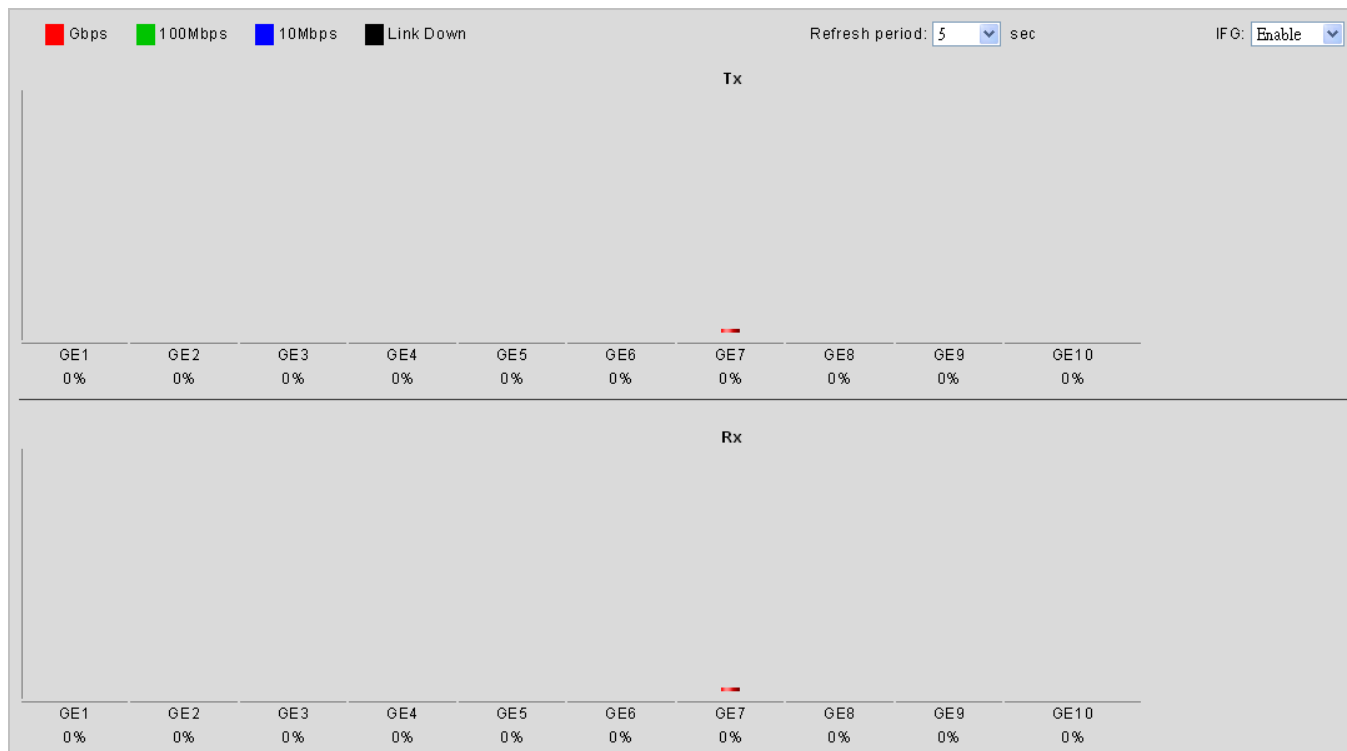 Gbps 100Mbps 10Mbps Link Down Refresh period: 5 sec IFG: Enable
Tx
GE1 GE2 GE3 GE4 GE5 GE6 GE7 GE8 GE9 GE10
0% 0% 0% 0% 0% 0% 0% 0% 0% 0%
Rx
GE1 GE2 GE3 GE4 GE5 GE6 GE7 GE8 GE9 GE10
0% 0% 0% 0% 0% 0% 0% 0% 0% 0%